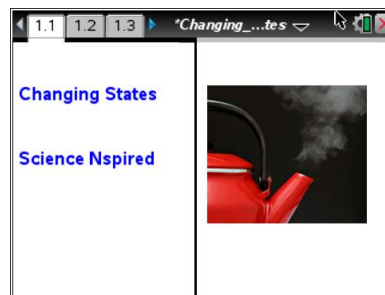 1.1 1.2 1.3 *Changing_...tes
Changing States
Science Nspired